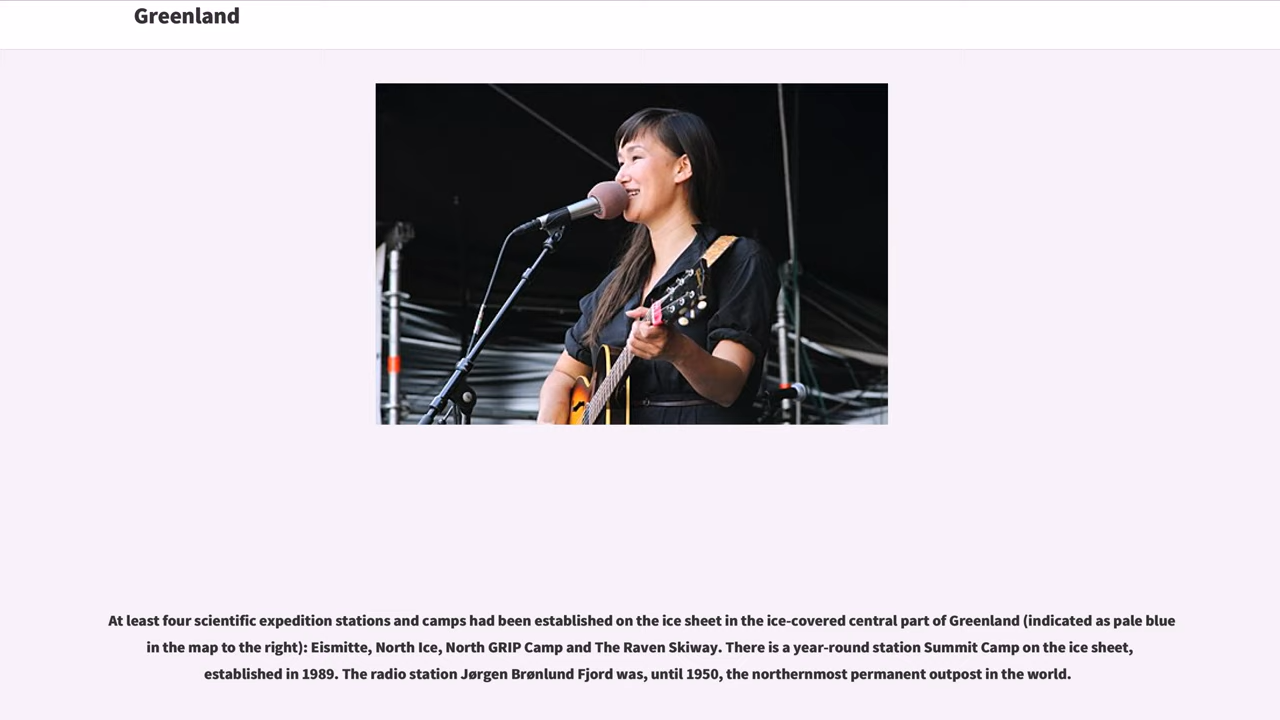 Greenland
At least four scientific expedition stations and camps had been established on the ice sheet in the ice-covered central part of Greenland (indicated as pale blue
in the map to the right): Eismitte, North Ice, North GRIP Camp and The Raven Skiway. There is a year-round station Summit Camp on the ice sheet,
established in 1989. The radio station Jørgen Brønlund Fjord was, until 1950, the northernmost permanent outpost in the world.